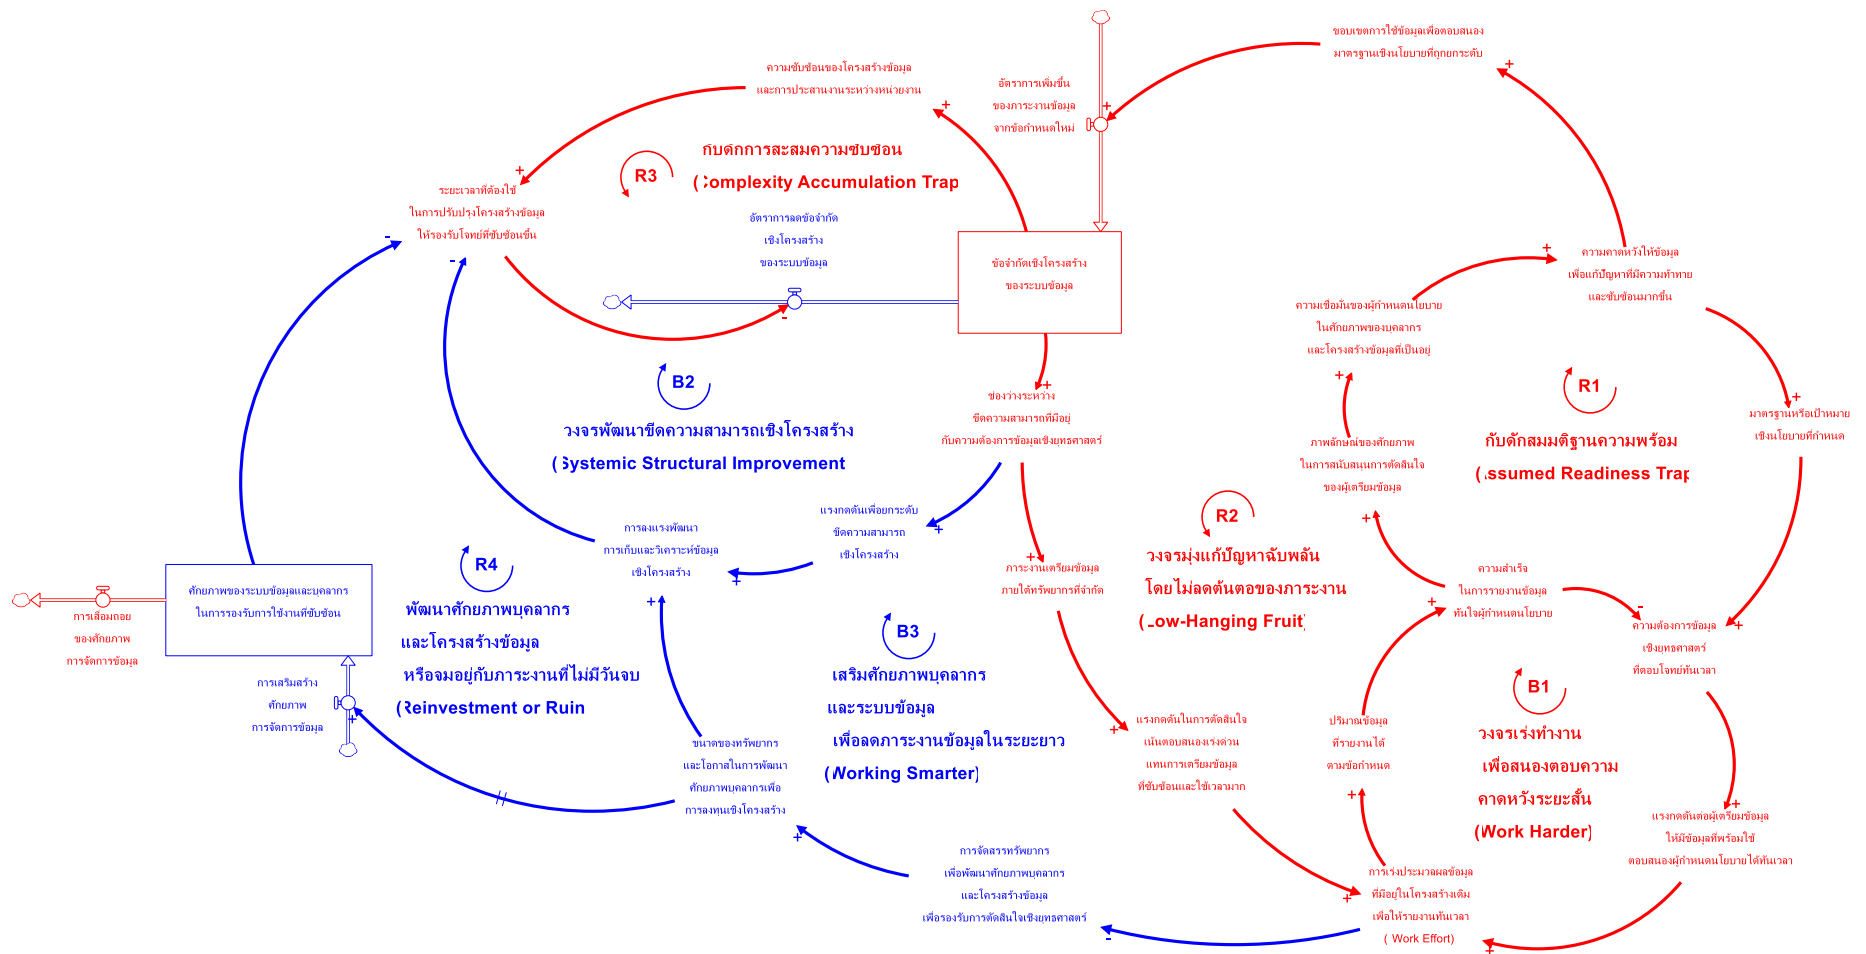 ขอบเขตการใช้ข้อมูลเพื่อตอบสนอง
มาตรฐานเชิงนโยบายที่ถูกยกระดับ
ความซับซ้อนของโครงสร้างข้อมูล
และการประสานงานระหว่างหน่วยงาน
อัตราการเพิ่มขึ้น
ของภาระงานข้อมูล
จากข้อกำหนดใหม่
R3
กับดักการสะสมความซับซ้อน
(Complexity Accumulation Trap
ระยะเวลาที่ต้องใช้
ในการปรับปรุงโครงสร้างข้อมูล
ให้รองรับโจทย์ที่ซับซ้อนขึ้น
อัตราการลดข้อจำกัด
เชิงโครงสร้าง
ของระบบข้อมูล
ข้อจำกัดเชิงโครงสร้าง
ของระบบข้อมูล
ความคาดหวังให้ข้อมูล
เพื่อแก้ปัญหาที่มีความท้าทาย
และซับซ้อนมากขึ้น
ความเชื่อมั่นของผู้กำหนดนโยบาย
ในศักยภาพของบุคลากร
และโครงสร้างข้อมูลที่เป็นอยู่
B2
วงจรพัฒนาขีดความสามารถเชิงโครงสร้าง
(Systemic Structural Improvement
ช่องว่างระหว่าง
ขีดความสามารถที่มีอยู่
กับความต้องการข้อมูลเชิงยุทธศาสตร์
R1
กับดักสมมติฐานความพร้อม
(Assumed Readiness Trap
มาตรฐานหรือเป้าหมาย
เชิงนโยบายที่กำหนด
ภาพลักษณ์ของศักยภาพ
ในการสนับสนุนการตัดสินใจ
ของผู้เตรียมข้อมูล
แรงกดดันเพื่อยกระดับ
ขีดความสามารถ
เชิงโครงสร้าง
การลงแรงพัฒนา
การเก็บและวิเคราะห์ข้อมูล
เชิงโครงสร้าง
R2
วงจรมุ่งแก้ปัญหาฉับพลัน
โดยไม่ลดต้นตอของภาระงาน
(Low-Hanging Fruit)
ภาระงานเตรียมข้อมูล
ภายใต้ทรัพยากรที่จำกัด
ความสำเร็จ
ในการรายงานข้อมูล
ทันใจผู้กำหนดนโยบาย
ศักยภาพของระบบข้อมูลและบุคลากร
ในการรองรับการใช้งานที่ซับซ้อน
การเสื่อมถอย
ของศักยภาพ
การจัดการข้อมูล
R4
พัฒนาศักยภาพบุคลากร
และโครงสร้างข้อมูล
หรือจมอยู่กับภาระงานที่ไม่มีวันจบ
(Reinvestment or Ruin
B3
เสริมศักยภาพบุคลากร
และระบบข้อมูล
เพื่อลดภาระงานข้อมูลในระยะยาว
(Working Smarter)
ความต้องการข้อมูล
เชิงยุทธศาสตร์
ที่ตอบโจทย์ทันเวลา
การเสริมสร้าง
ศักยภาพ
การจัดการข้อมูล
B1
วงจรเร่งทำงาน
เพื่อสนองตอบความ
คาดหวังระยะสั้น
(Work Harder)
แรงกดดันในการตัดสินใจ
เน้นตอบสนองเร่งด่วน
แทนการเตรียมข้อมูล
ที่ซับซ้อนและใช้เวลามาก
ปริมาณข้อมูล
ที่รายงานได้
ตามข้อกำหนด
ขนาดของทรัพยากร
และโอกาสในการพัฒนา
ศักยภาพบุคลากรเพื่อ
การลงทุนเชิงโครงสร้าง
แรงกดดันต่อผู้เตรียมข้อมูล
ให้มีข้อมูลที่พร้อมใช้
ตอบสนองผู้กำหนดนโยบายได้ทันเวลา
การจัดสรรทรัพยากร
เพื่อพัฒนาศักยภาพบุคลากร
และโครงสร้างข้อมูล
เพื่อรองรับการตัดสินใจเชิงยุทธศาสตร์
การเร่งประมวลผลข้อมูล
ที่มีอยู่ในโครงสร้างเดิม
เพื่อให้รายงานทันเวลา
( Work Effort)